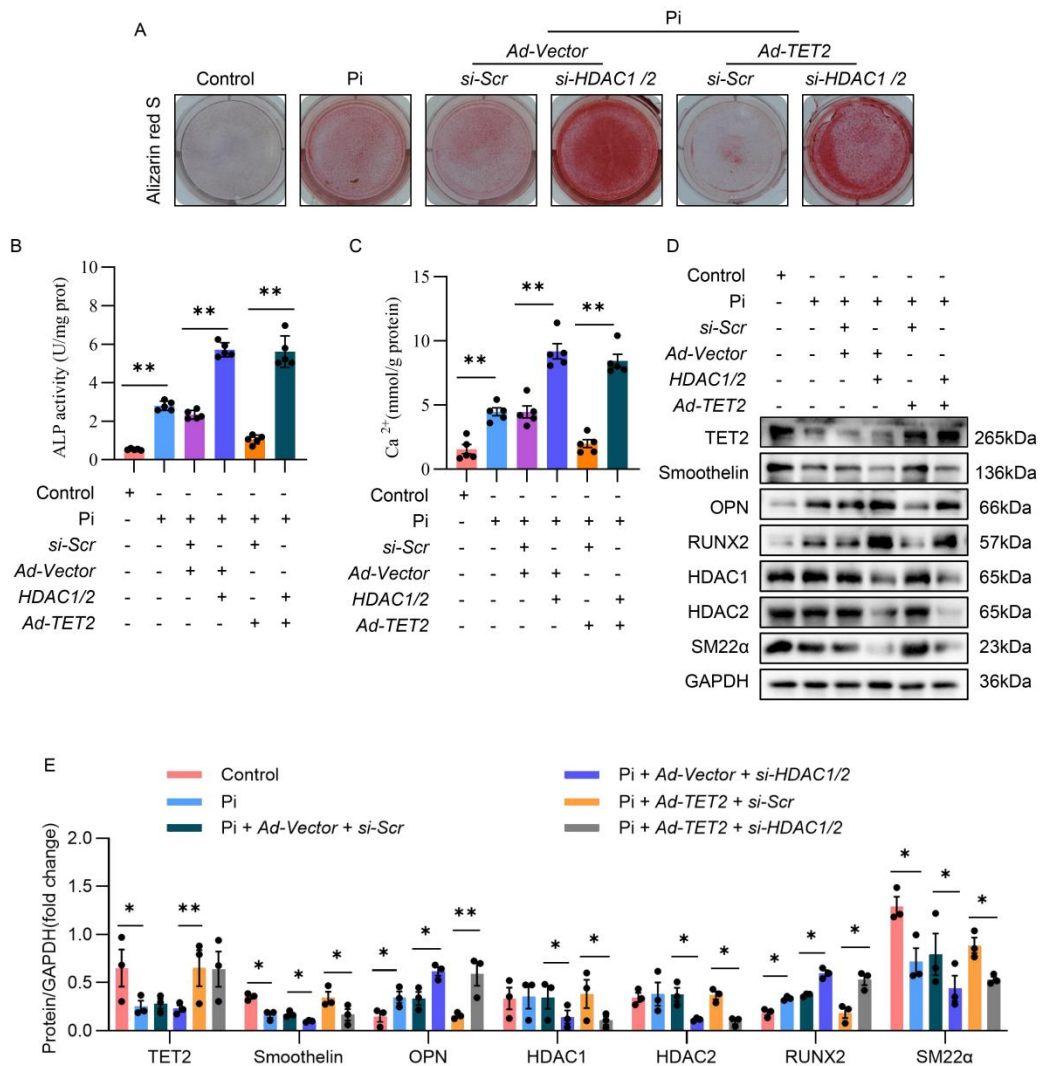 A
Pi
Ad-Vector
Ad-TET2
Control
Pi
si-Scr
si-HDAC1/2
si-Scr
si-HDAC1/2
Alizarin red S
B
ALP activity (U/mg prot)
10
8
6
4
2
0
**
**
**
Control + - - - - -
Pi - + + + + +
si-Scr - - + - + -
Ad-Vector - - + + - -
HDAC1/2 - - - + - +
Ad-TET2 - - - - + +
C
Ca 2+(mmol/g protein)
15
10
5
0
**
**
**
Control + - - - - -
Pi - + + + + +
si-Scr - - + - + -
Ad-Vector - - + + - -
HDAC1/2 - - - + - +
Ad-TET2 - - - - + +
D
Control + - - - - -
Pi - + + + + +
si-Scr - - + - + -
Ad-Vector - - + + - -
HDAC1/2 - - - + - +
Ad-TET2 - - - - + +
TET2 265kDa
Smoothelin 136kDa
OPN 66kDa
RUNX2 57kDa
HDAC1 65kDa
HDAC2 65kDa
SM22α 23kDa
GAPDH 36kDa
E
Control
Pi
Pi + Ad-Vector + si-Scr
Pi + Ad-Vector + si-HDAC1/2
Pi + Ad-TET2 + si-Scr
Pi + Ad-TET2 + si-HDAC1/2
Protein/GAPDH(fold change)
2.0
1.5
1.0
0.5
0.0
* ** * * * * * ** * * * * * * * * * *
TET2 Smoothelin OPN HDAC1 HDAC2 RUNX2 SM22α